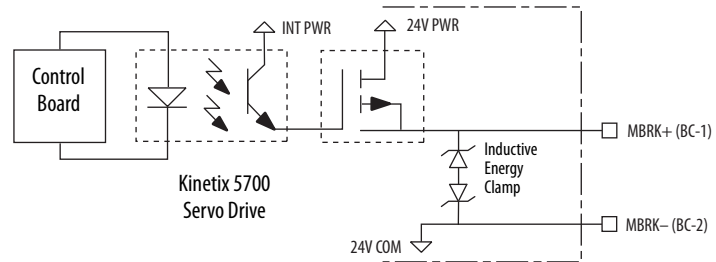 INT PWR
24V PWR
Control
Board
MBRK+ (BC-1)
Inductive
Energy
Clamp
Kinetix 5700
Servo Drive
MBRK– (BC-2)
24V COM